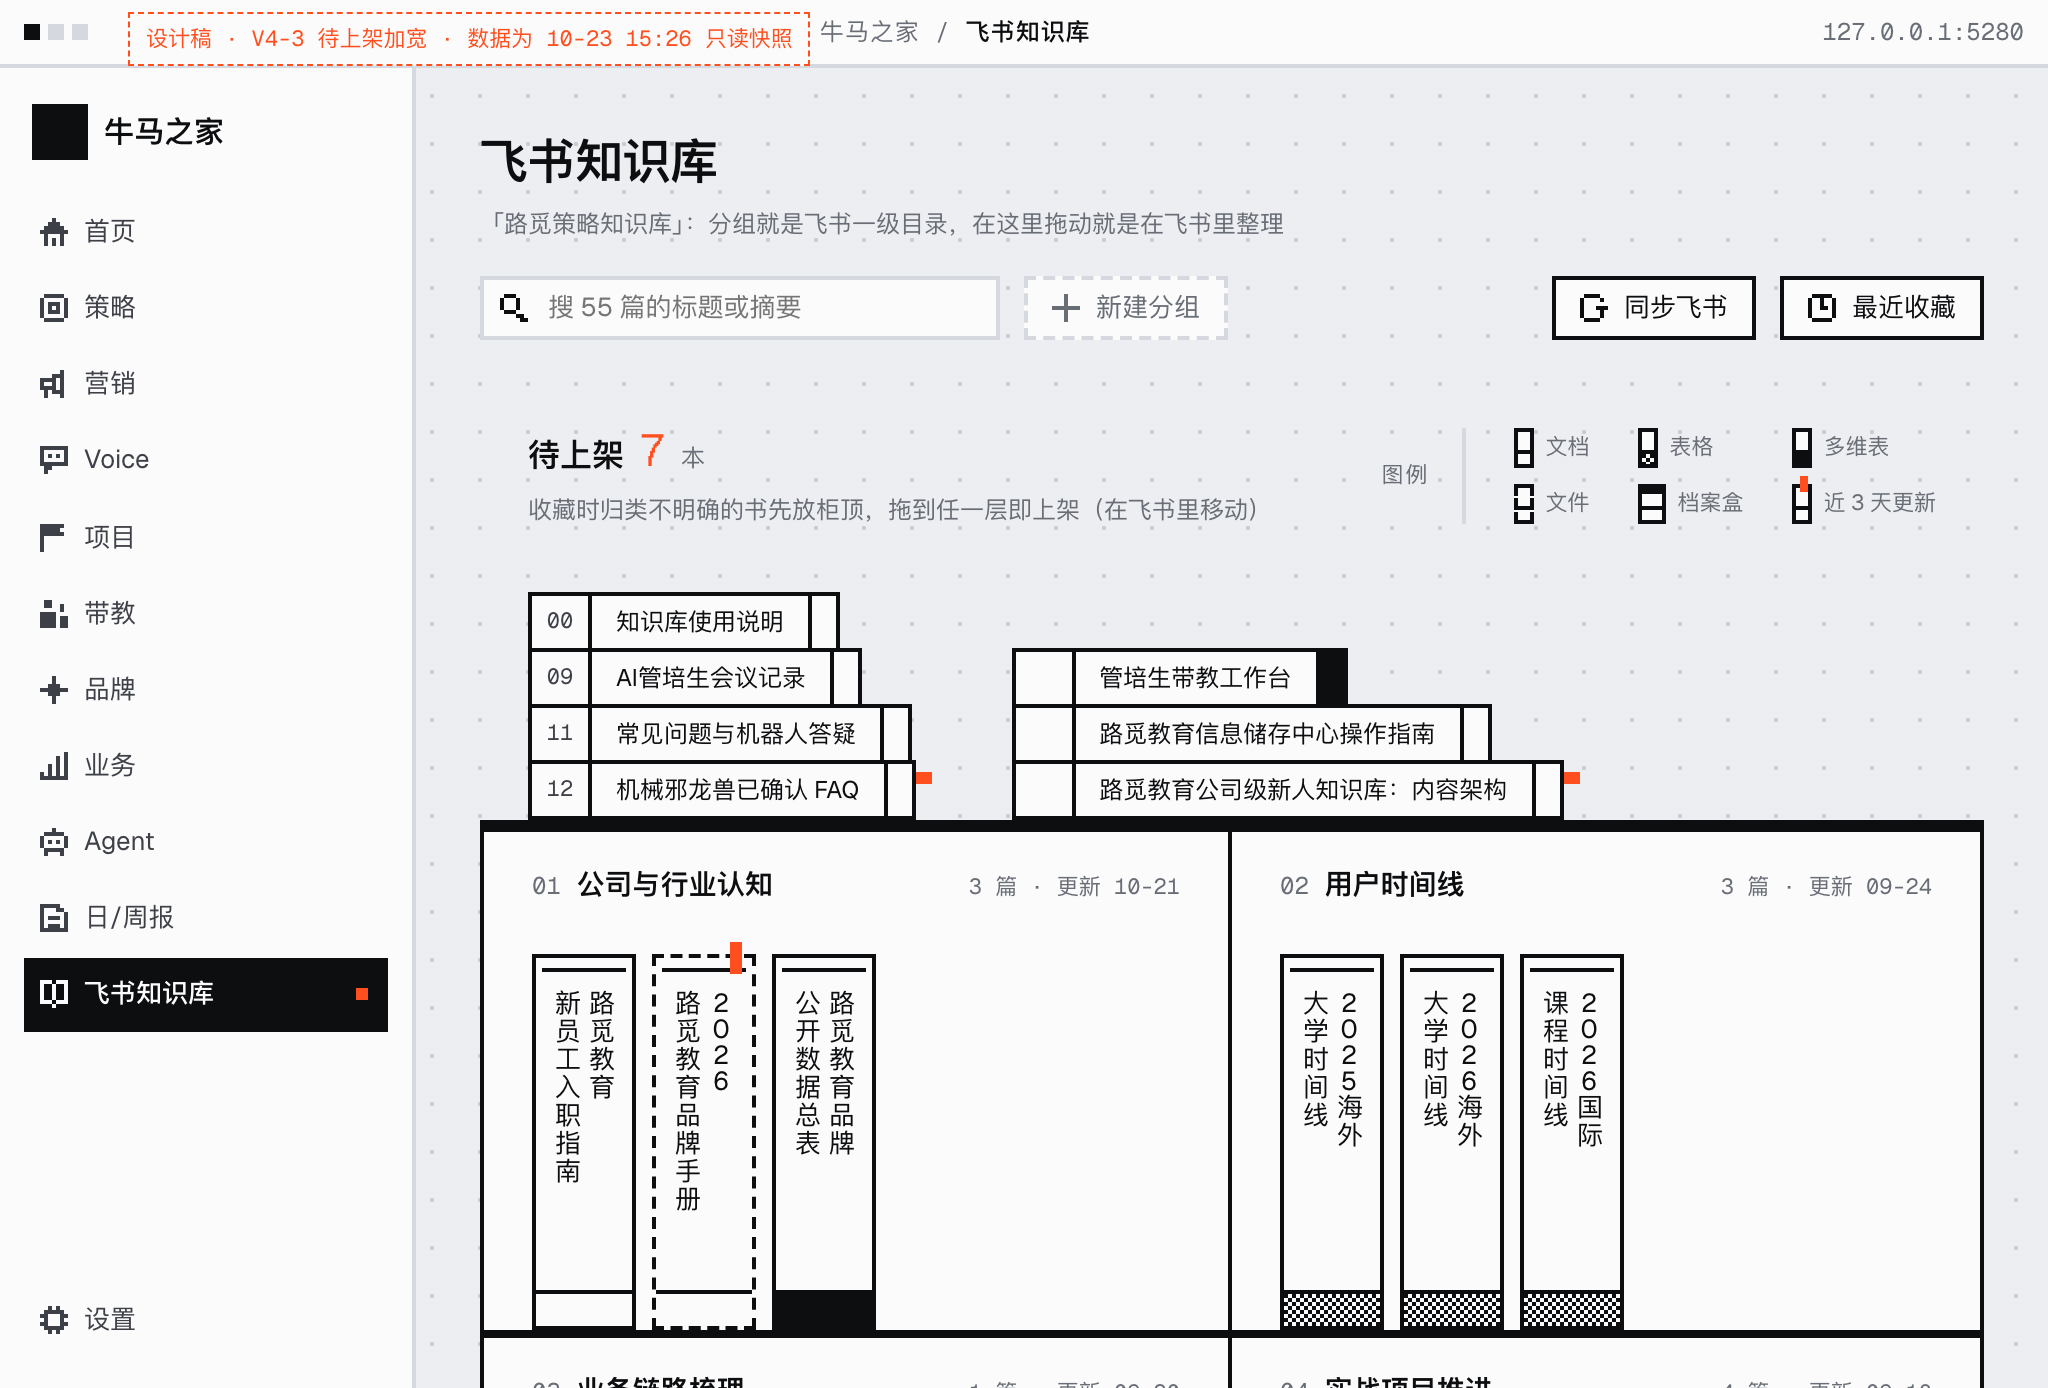 设计稿 · V4-3 待上架加宽 · 数据为 10-23 15:26 只读快照
牛马之家 / 飞书知识库
127.0.0.1:5280
牛马之家
首页
策略
营销
Voice
项目
带教
品牌
业务
Agent
日/周报
飞书知识库
设置
飞书知识库
「路觅策略知识库」：分组就是飞书一级目录，在这里拖动就是在飞书里整理
搜 55 篇的标题或摘要
新建分组
同步飞书
最近收藏
待上架 7 本
收藏时归类不明确的书先放柜顶，拖到任一层即上架（在飞书里移动）
图例
文档
表格
多维表
文件
档案盒
近 3 天更新
00 知识库使用说明
09 AI管培生会议记录
11 常见问题与机器人答疑
12 机械邪龙兽已确认 FAQ
管培生带教工作台
路觅教育信息储存中心操作指南
路觅教育公司级新人知识库：内容架构
01 公司与行业认知
3 篇 · 更新 10-21
路觅教育
新员工入职指南
2026
路觅教育品牌手册
路觅教育品牌
公开数据总表
02 用户时间线
3 篇 · 更新 09-24
2025海外
大学时间线
2026海外
大学时间线
2026国际
课程时间线
03 业务链路梳理
04 实战项目推进